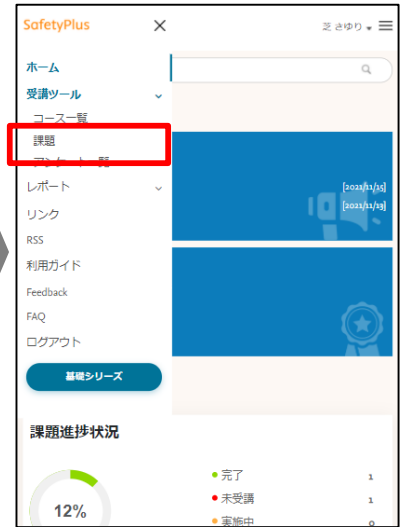 SafetyPlus
芝 さゆり
ホーム
受講ツール
コース一覧
課題
アンケート一覧
レポート
リンク
RSS
利用ガイド
Feedback
FAQ
ログアウト
基礎シリーズ
[2021/11/25]
[2021/11/19]
課題進捗状況
12%
完了 1
未受講 1
実施中 0